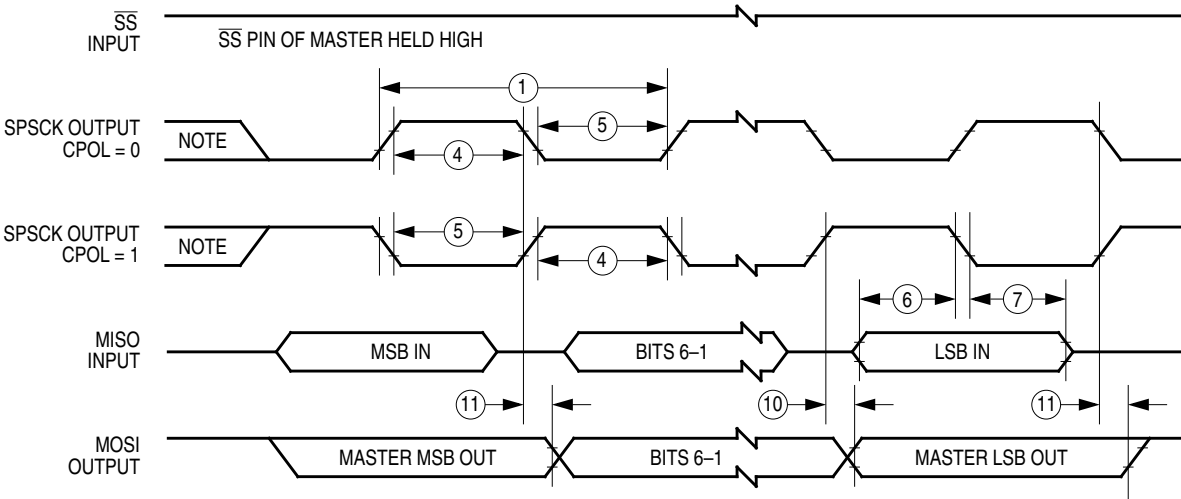 SS
INPUT
SS PIN OF MASTER HELD HIGH
1
SPSCK OUTPUT
CPOL = 0
NOTE
5
4
SPSCK OUTPUT
CPOL = 1
NOTE
5
4
6
7
MISO
INPUT
MSB IN
BITS 6–1
LSB IN
11
10
11
MOSI
OUTPUT
MASTER MSB OUT
BITS 6–1
MASTER LSB OUT